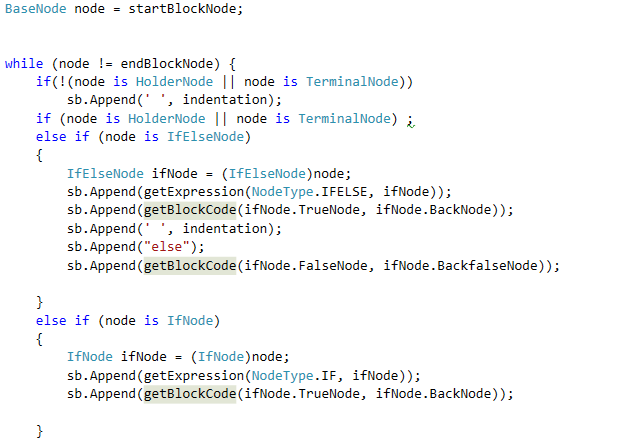 BaseNode node = startBlockNode;
while (node != endBlockNode) {
if(!(node is HolderNode || node is TerminalNode))
sb.Append(' ', indentation);
if (node is HolderNode || node is TerminalNode) ;
else if (node is IfElseNode)
{
IfElseNode ifNode = (IfElseNode)node;
sb.Append(getExpression(NodeType.IFELSE, ifNode));
sb.Append(getBlockCode(ifNode.TrueNode, ifNode.BackNode));
sb.Append(' ', indentation);
sb.Append("else");
sb.Append(getBlockCode(ifNode.FalseNode, ifNode.BackfalseNode));
}
else if (node is IfNode)
{
IfNode ifNode = (IfNode)node;
sb.Append(getExpression(NodeType.IF, ifNode));
sb.Append(getBlockCode(ifNode.TrueNode, ifNode.BackNode));
}